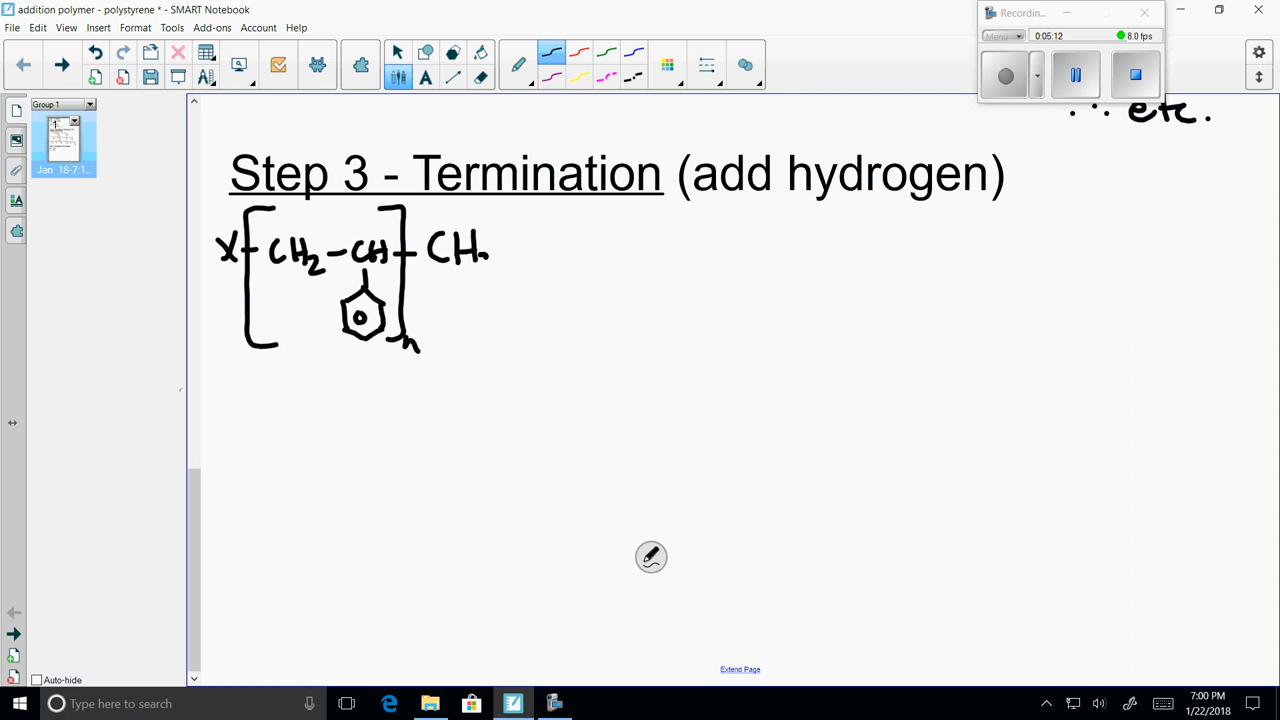 addition polymer - polystyrene * - SMART Notebook
Recordin...
File Edit View Insert Format Tools Add-ons Account Help
Menu 0:05:12 8.0 fps
Group 1
1
Jan 18-7:1...
∴ etc.
Step 3 - Termination (add hydrogen)
X CH2 - CH CH
n
Extend Page
Auto-hide
Type here to search
7:00 PM
1/22/2018